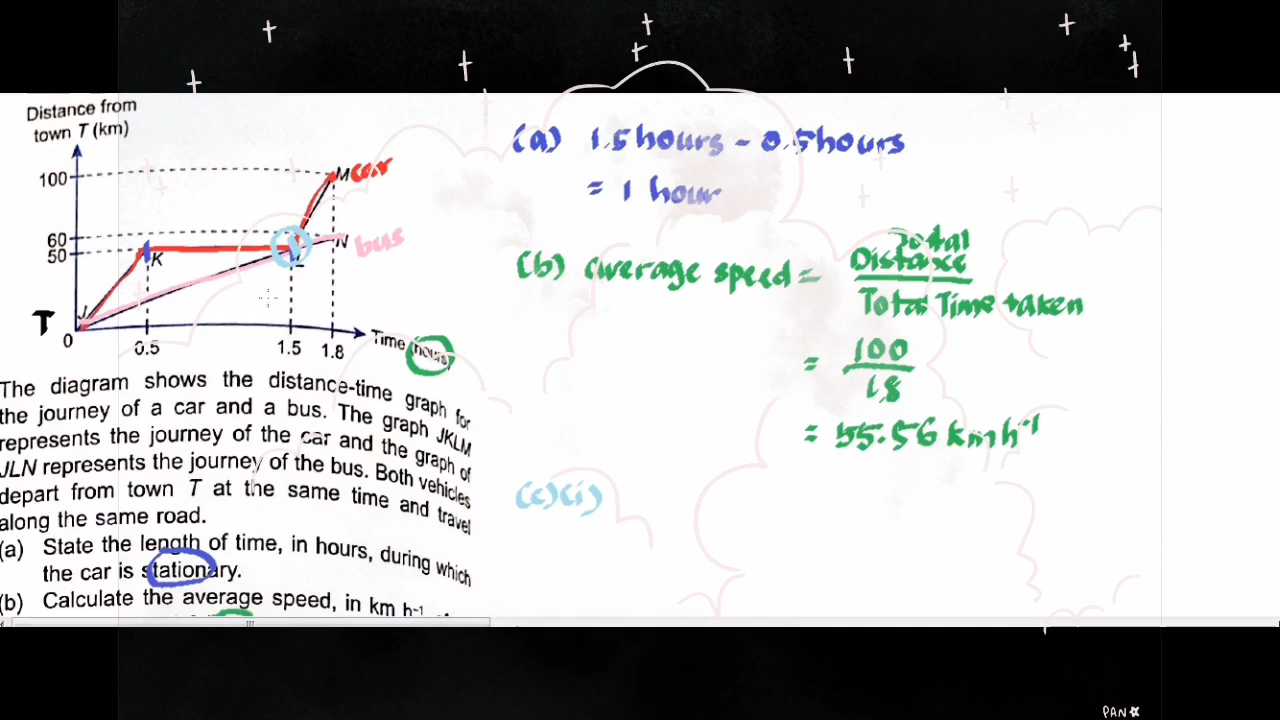 Distance from
town T (km)
100
60
50
0
0.5
1.5
1.8
Time (hours)
M
car
N
bus
K
L
J
T
The diagram shows the distance-time graph for
the journey of a car and a bus. The graph JKLM
represents the journey of the car and the graph of
JLN represents the journey of the bus. Both vehicles
depart from town T at the same time and travel
along the same road.
(a) State the length of time, in hours, during which
the car is stationary.
(b) Calculate the average speed, in km h⁻¹
(a) 1.5 hours - 0.5 hours
= 1 hour
(b) average speed = Total
Distance
Total Time taken
= 100
1.8
= 55.56 km h⁻¹
(c)(i)
PAN☆